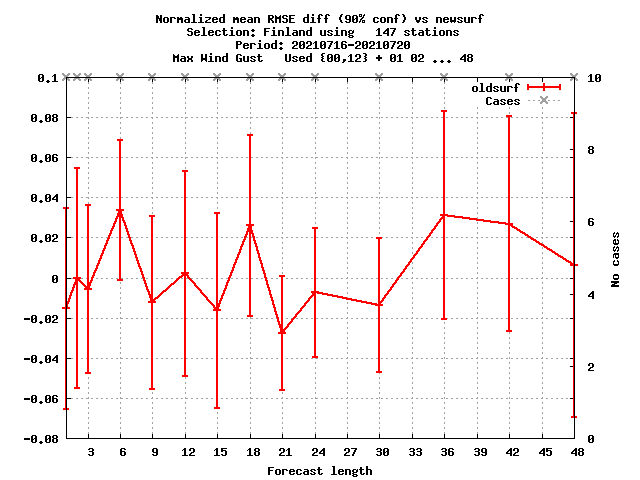 Normalized mean RMSE diff (90% conf) vs newsurf
Selection: Finland using   147 stations
Period: 20210716-20210720
Max Wind Gust   Used {00,12} + 01 02 ... 48
oldsurf
Cases
0.1
0.08
0.06
0.04
0.02
0
-0.02
-0.04
-0.06
-0.08
10
8
6
4
2
0
No cases
3 6 9 12 15 18 21 24 27 30 33 36 39 42 45 48
Forecast length